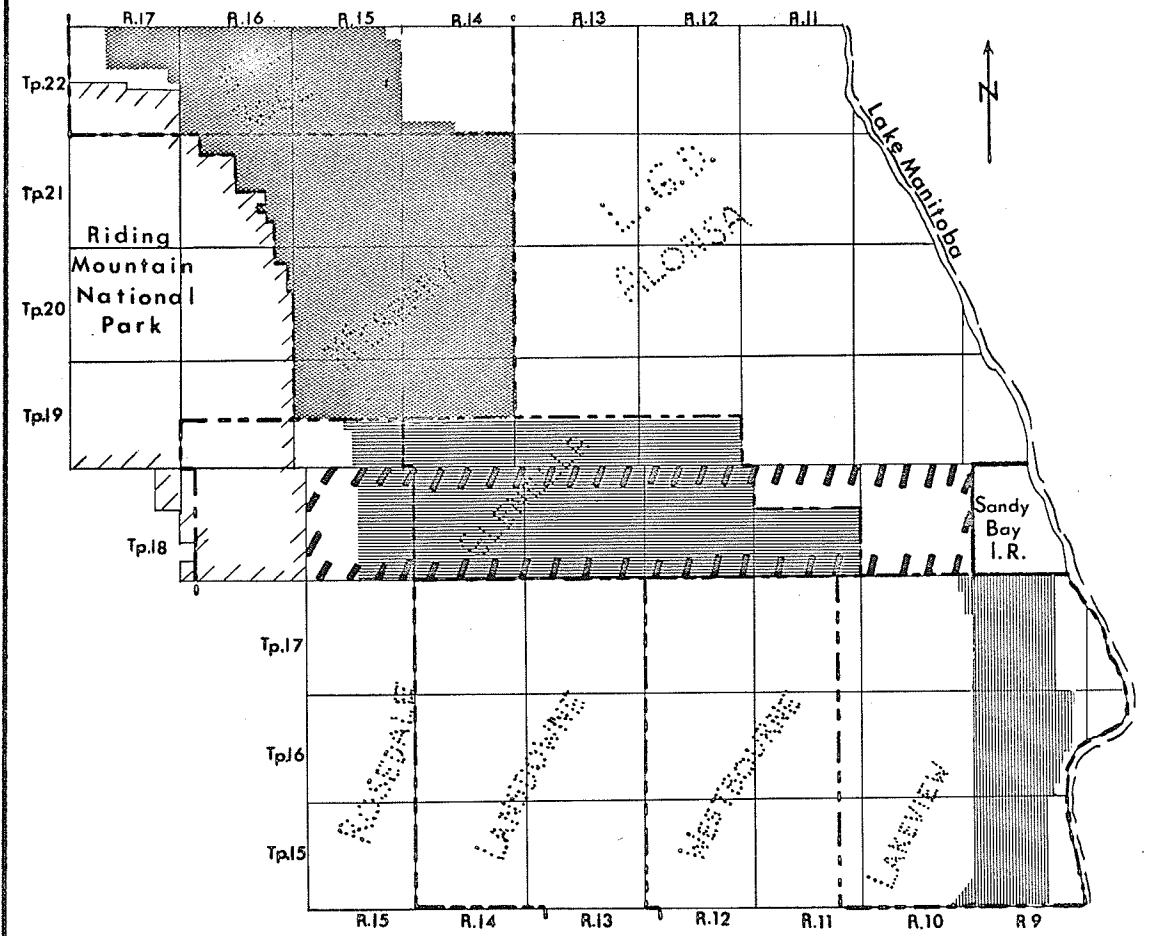 R.17 R.16 R.15 R.14 R.13 R.12 R.11
Tp.22
N
Lake Manitoba
Tp.21
L.G.D.
ALONSA
Riding
Mountain
National
Park
Tp.20
Tp.19
Sandy
Bay
I.R.
Tp.18
Tp.17
Tp.16
ROSEDALE
LANSDOWNE
WESTBOURNE
LAKEVIEW
Tp.15
R.15 R.14 R.13 R.12 R.11 R.10 R 9